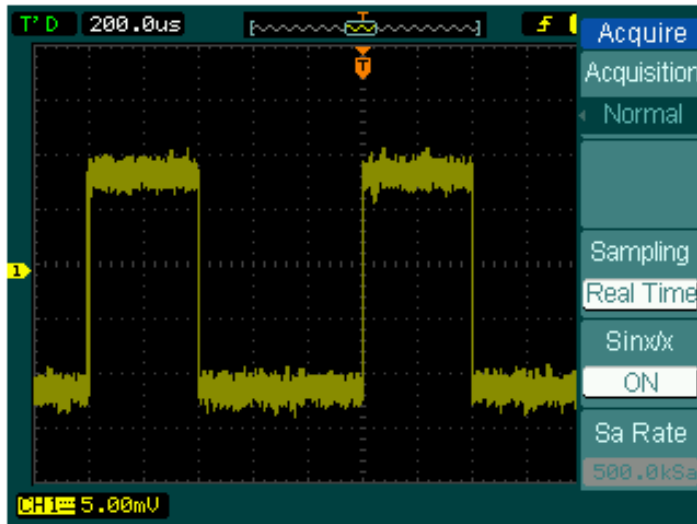 T'D 200.0us
T
Acquire
Acquisition
Normal
T
1
Sampling
Real Time
Sinx/x
ON
Sa Rate
500.0kSa
CH1 5.00mV